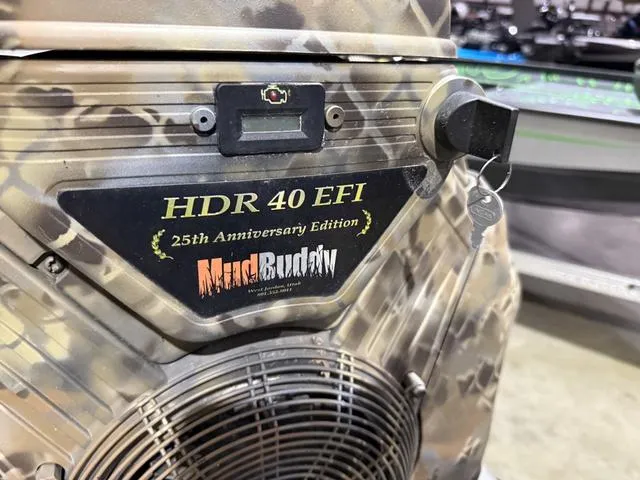 HDR 40 EFI
25th Anniversary Edition
MudBuddy
West Jordan, Utah